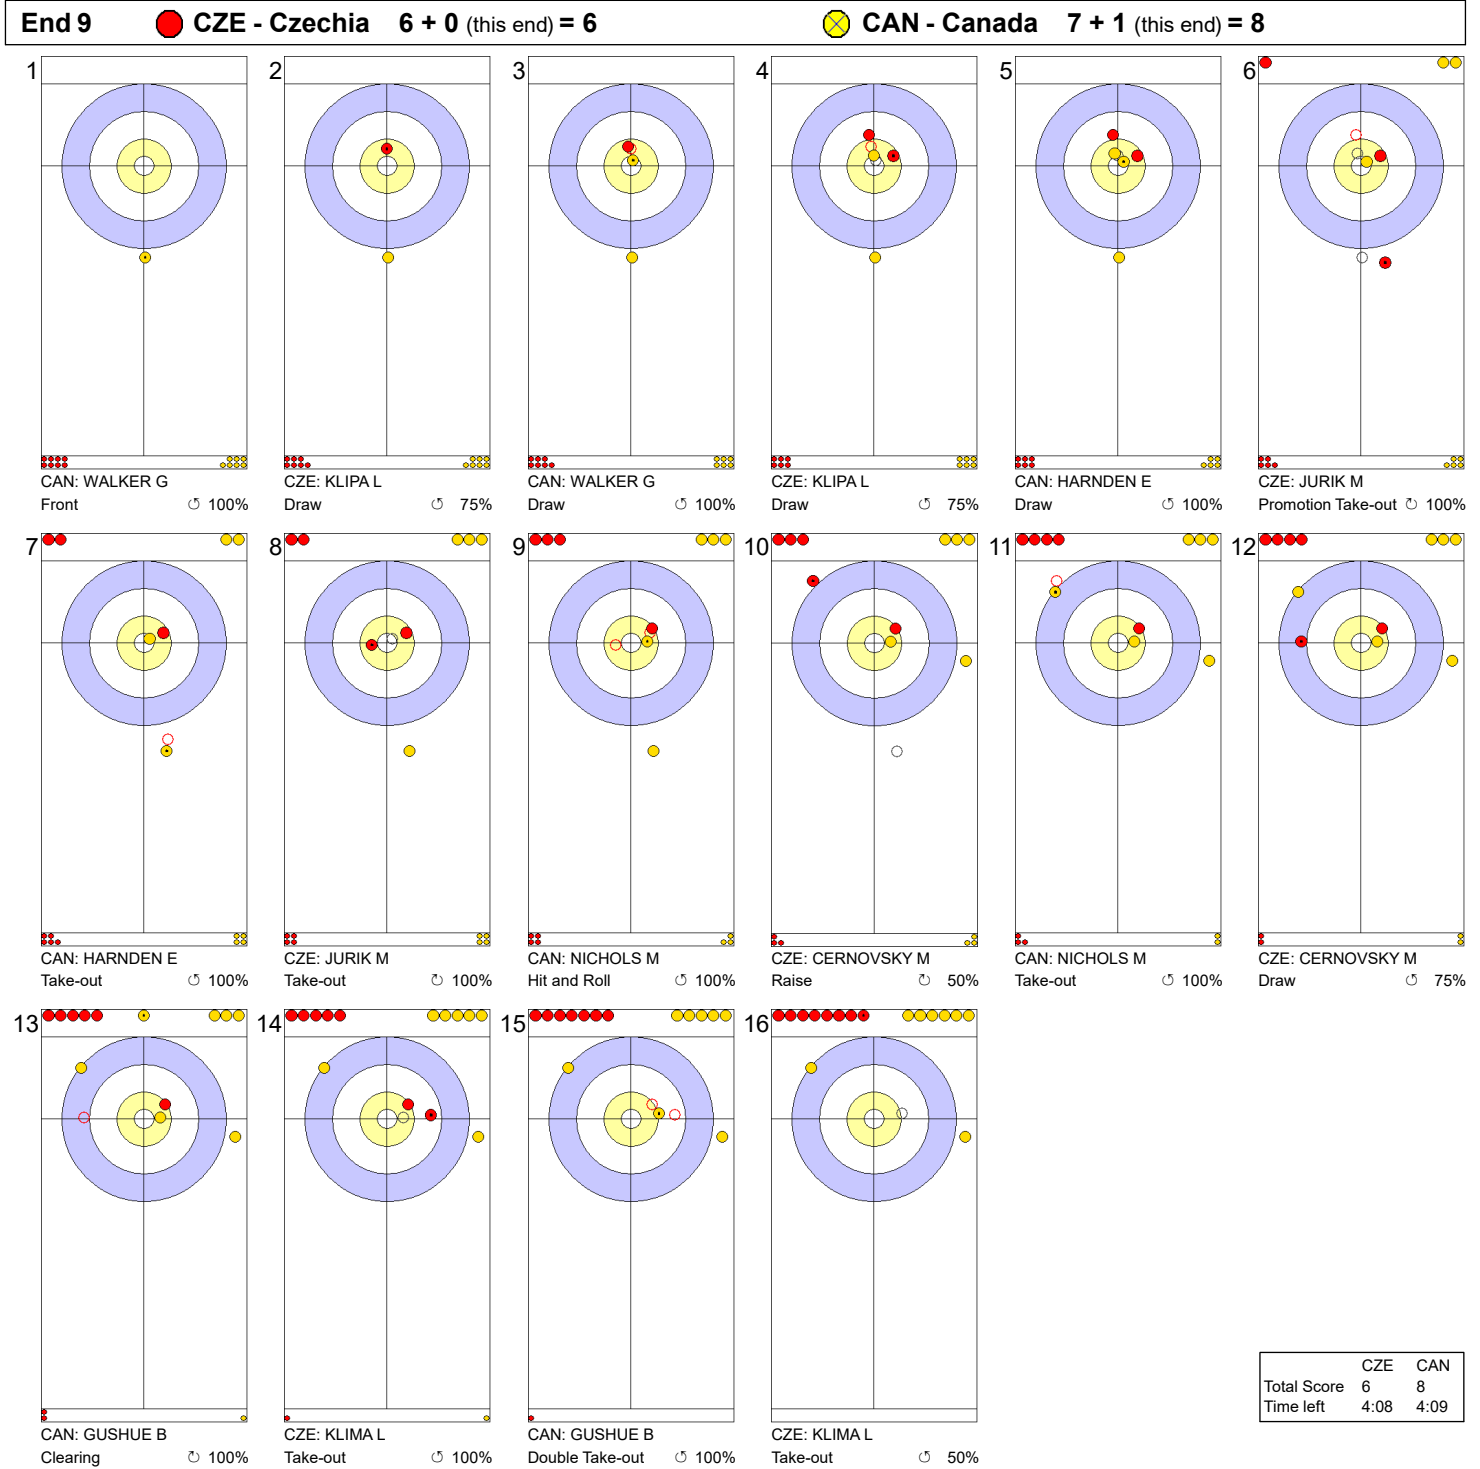 End 9 CZE - Czechia 6 + 0 (this end) = 6 CAN - Canada 7 + 1 (this end) = 8
1 2 3 4 5 6
CAN: WALKER G CZE: KLIPA L CAN: WALKER G CZE: KLIPA L CAN: HARNDEN E CZE: JURIK M
Front ↺ 100% Draw ↺ 75% Draw ↺ 100% Draw ↺ 75% Draw ↺ 100% Promotion Take-out ↻ 100%
7 8 9 10 11 12
CAN: HARNDEN E CZE: JURIK M CAN: NICHOLS M CZE: CERNOVSKY M CAN: NICHOLS M CZE: CERNOVSKY M
Take-out ↺ 100% Take-out ↻ 100% Hit and Roll ↺ 100% Raise ↻ 50% Take-out ↻ 100% Draw ↺ 75%
13 14 15 16
CAN: GUSHUE B CZE: KLIMA L CAN: GUSHUE B CZE: KLIMA L
Clearing ↻ 100% Take-out ↺ 100% Double Take-out ↺ 100% Take-out ↺ 50%
CZE CAN
Total Score 6 8
Time left 4:08 4:09